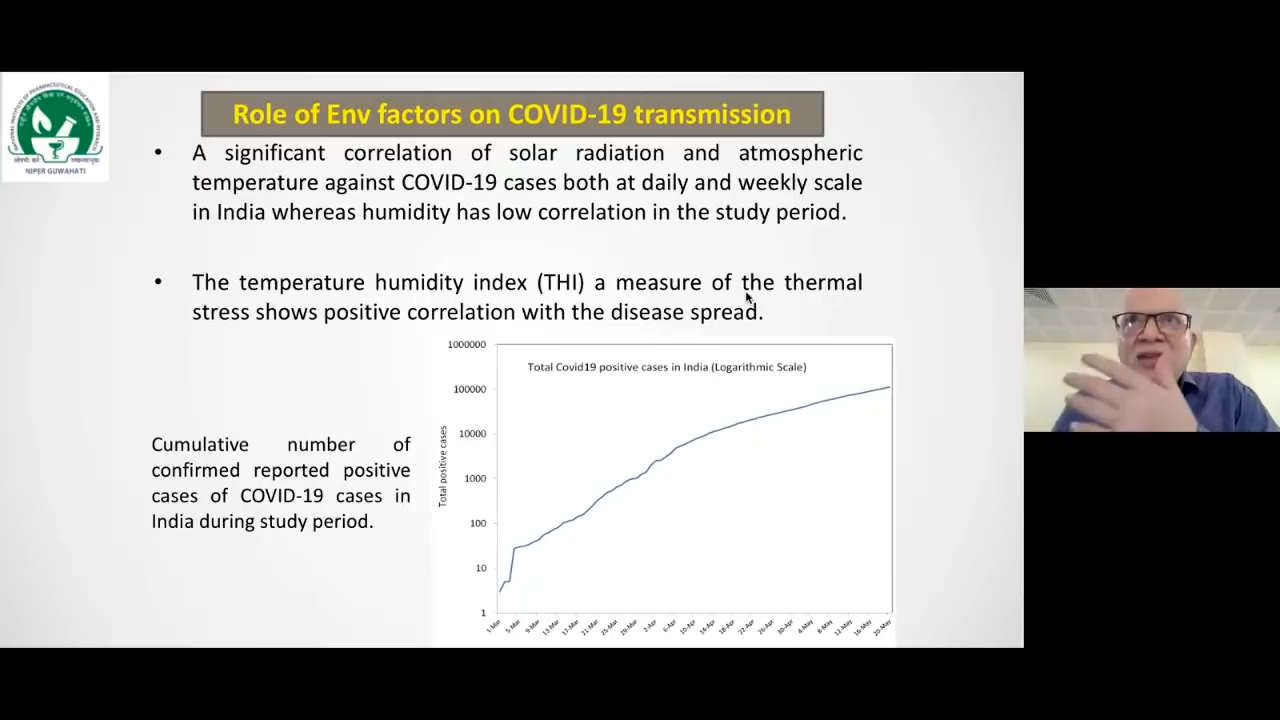 Role of Env factors on COVID-19 transmission
• A significant correlation of solar radiation and atmospheric
temperature against COVID-19 cases both at daily and weekly scale
in India whereas humidity has low correlation in the study period.
• The temperature humidity index (THI) a measure of the thermal
stress shows positive correlation with the disease spread.
NIPER GUWAHATI
Cumulative number of
confirmed reported positive
cases of COVID-19 cases in
India during study period.
Total Covid19 positive cases in India (Logarithmic Scale)
Total positive cases
1000000
100000
10000
1000
100
10
1
1-Mar 5-Mar 9-Mar 13-Mar 17-Mar 21-Mar 25-Mar 29-Mar 2-Apr 6-Apr 10-Apr 14-Apr 18-Apr 22-Apr 26-Apr 30-Apr 4-May 8-May 12-May 16-May 20-May